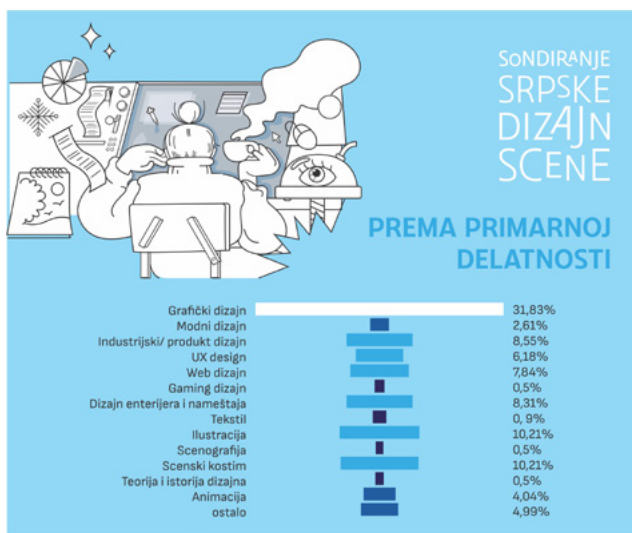 SoNDIRANJE
SRPSKE
DIZAJN
SCENE
PREMA PRIMARNOJ
DELATNOSTI
Grafički dizajn 31,83%
Modni dizajn 2,61%
Industrijski/ produkt dizajn 8,55%
UX design 6,18%
Web dizajn 7,84%
Gaming dizajn 0,5%
Dizajn enterijera i nameštaja 8,31%
Tekstil 0, 9%
Ilustracija 10,21%
Scenografija 0,5%
Scenski kostim 10,21%
Teorija i istorija dizajna 0,5%
Animacija 4,04%
ostalo 4,99%